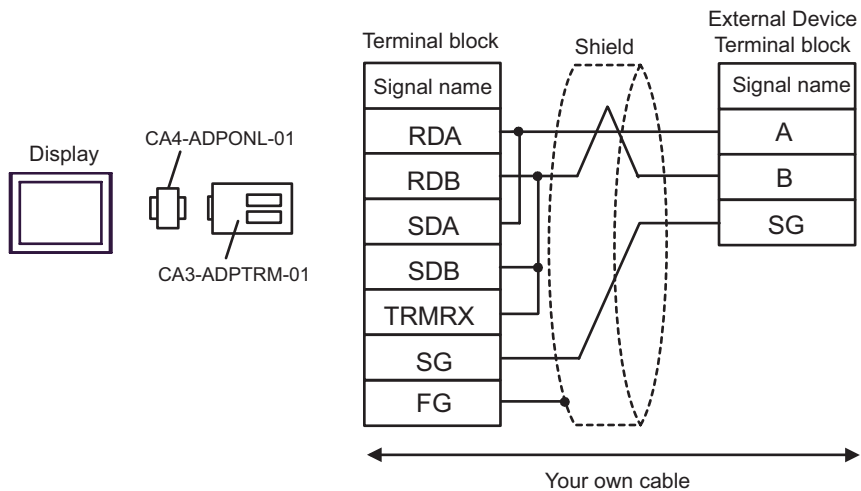 External Device
Terminal block
Terminal block
Shield
Signal name
Signal name
RDA
A
CA4-ADPONL-01
Display
RDB
B
SDA
SG
CA3-ADPTRM-01
SDB
TRMRX
SG
FG
Your own cable